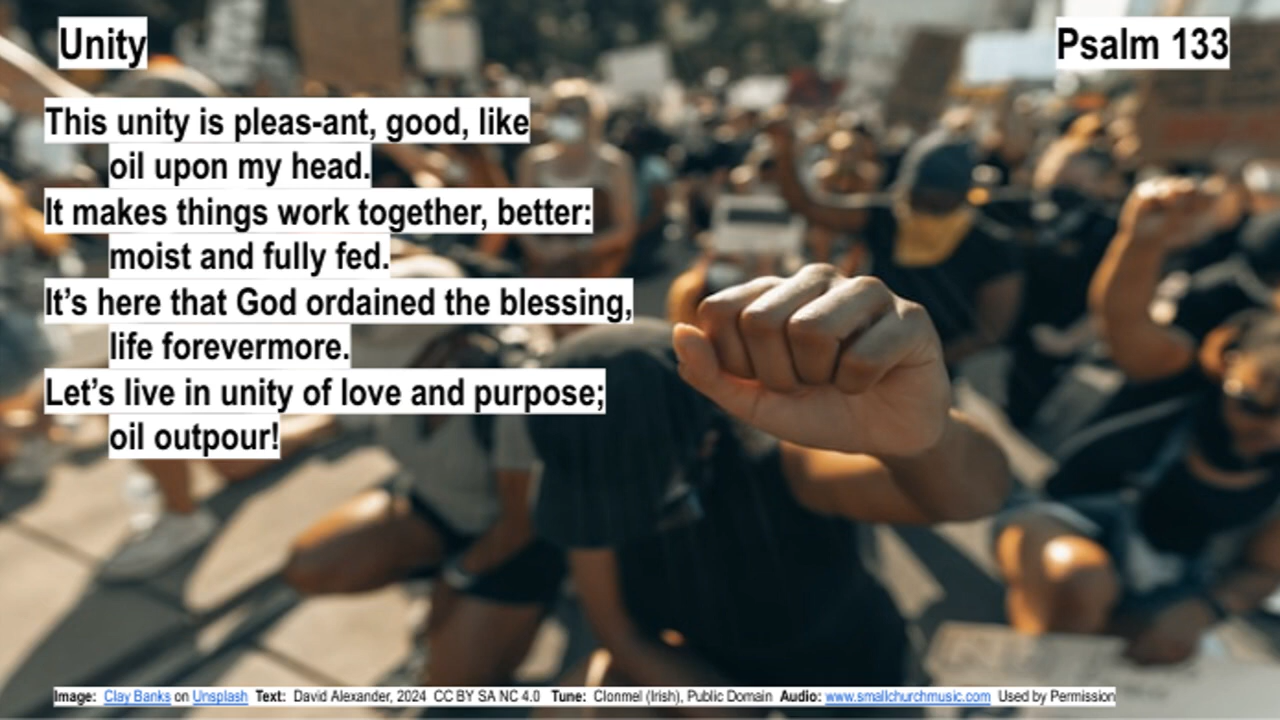 Unity
Psalm 133
This unity is pleas-ant, good, like
oil upon my head.
It makes things work together, better:
moist and fully fed.
It’s here that God ordained the blessing,
life forevermore.
Let’s live in unity of love and purpose;
oil outpour!
Image: Clay Banks on Unsplash Text: David Alexander, 2024 CC BY SA NC 4.0 Tune: Clonmel (Irish), Public Domain Audio: www.smallchurchmusic.com Used by Permission